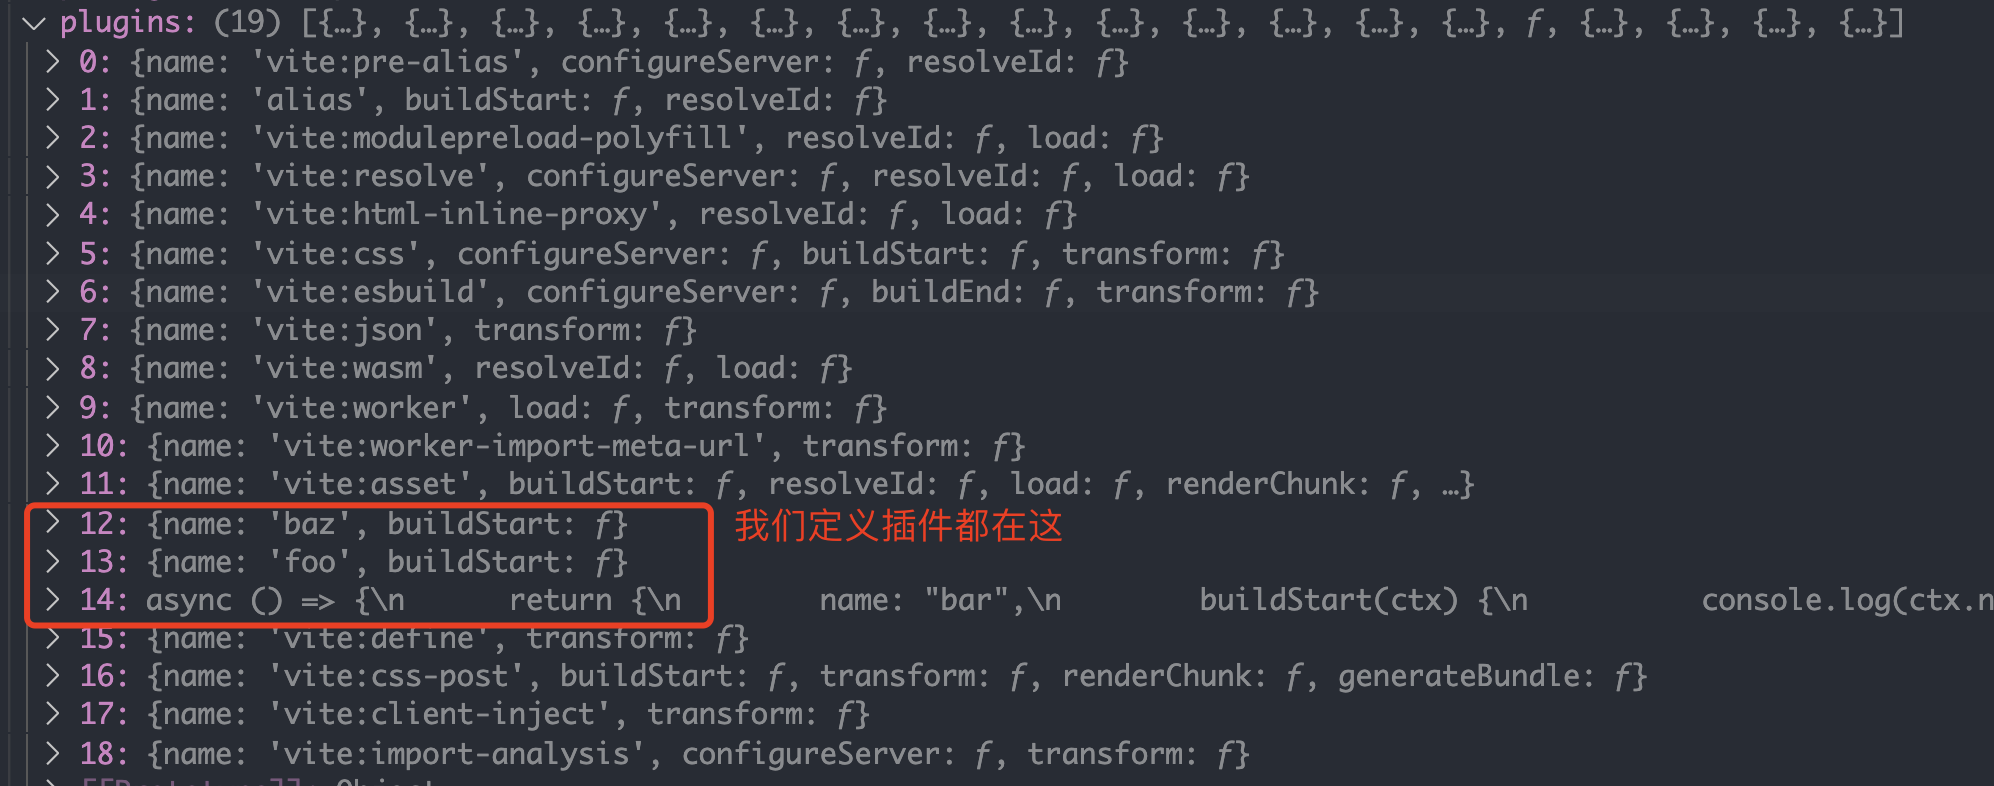 plugins: (19) [{…}, {…}, {…}, {…}, {…}, {…}, {…}, {…}, {…}, {…}, {…}, {…}, {…}, {…}, f, {…}, {…}, {…}, {…}]
0: {name: 'vite:pre-alias', configureServer: f, resolveId: f}
1: {name: 'alias', buildStart: f, resolveId: f}
2: {name: 'vite:modulepreload-polyfill', resolveId: f, load: f}
3: {name: 'vite:resolve', configureServer: f, resolveId: f, load: f}
4: {name: 'vite:html-inline-proxy', resolveId: f, load: f}
5: {name: 'vite:css', configureServer: f, buildStart: f, transform: f}
6: {name: 'vite:esbuild', configureServer: f, buildEnd: f, transform: f}
7: {name: 'vite:json', transform: f}
8: {name: 'vite:wasm', resolveId: f, load: f}
9: {name: 'vite:worker', load: f, transform: f}
10: {name: 'vite:worker-import-meta-url', transform: f}
11: {name: 'vite:asset', buildStart: f, resolveId: f, load: f, renderChunk: f, …}
12: {name: 'baz', buildStart: f} 我们定义插件都在这
13: {name: 'foo', buildStart: f}
14: async () => {\n return {\n name: "bar",\n buildStart(ctx) {\n console.log(ctx.n
15: {name: 'vite:define', transform: f}
16: {name: 'vite:css-post', buildStart: f, transform: f, renderChunk: f, generateBundle: f}
17: {name: 'vite:client-inject', transform: f}
18: {name: 'vite:import-analysis', configureServer: f, transform: f}